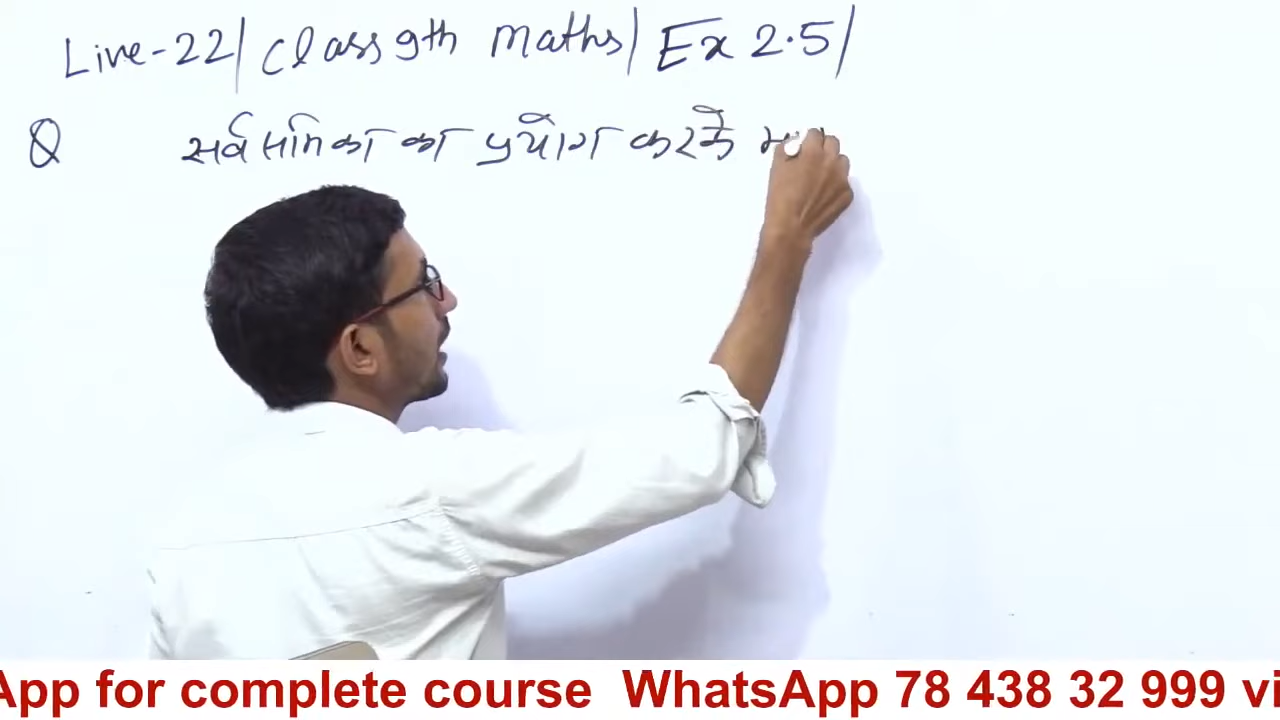 Live-22/ Class 9th maths/ Ex 2.5/
Q सर्वसमिका का प्रयोग करके
App for complete course WhatsApp 78 438 32 999 vi